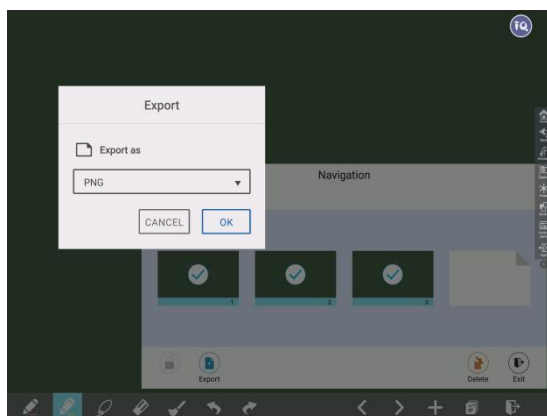 IQ
Export
Export as
PNG
CANCEL
OK
Navigation
1
2
3
Export
Delete
Exit